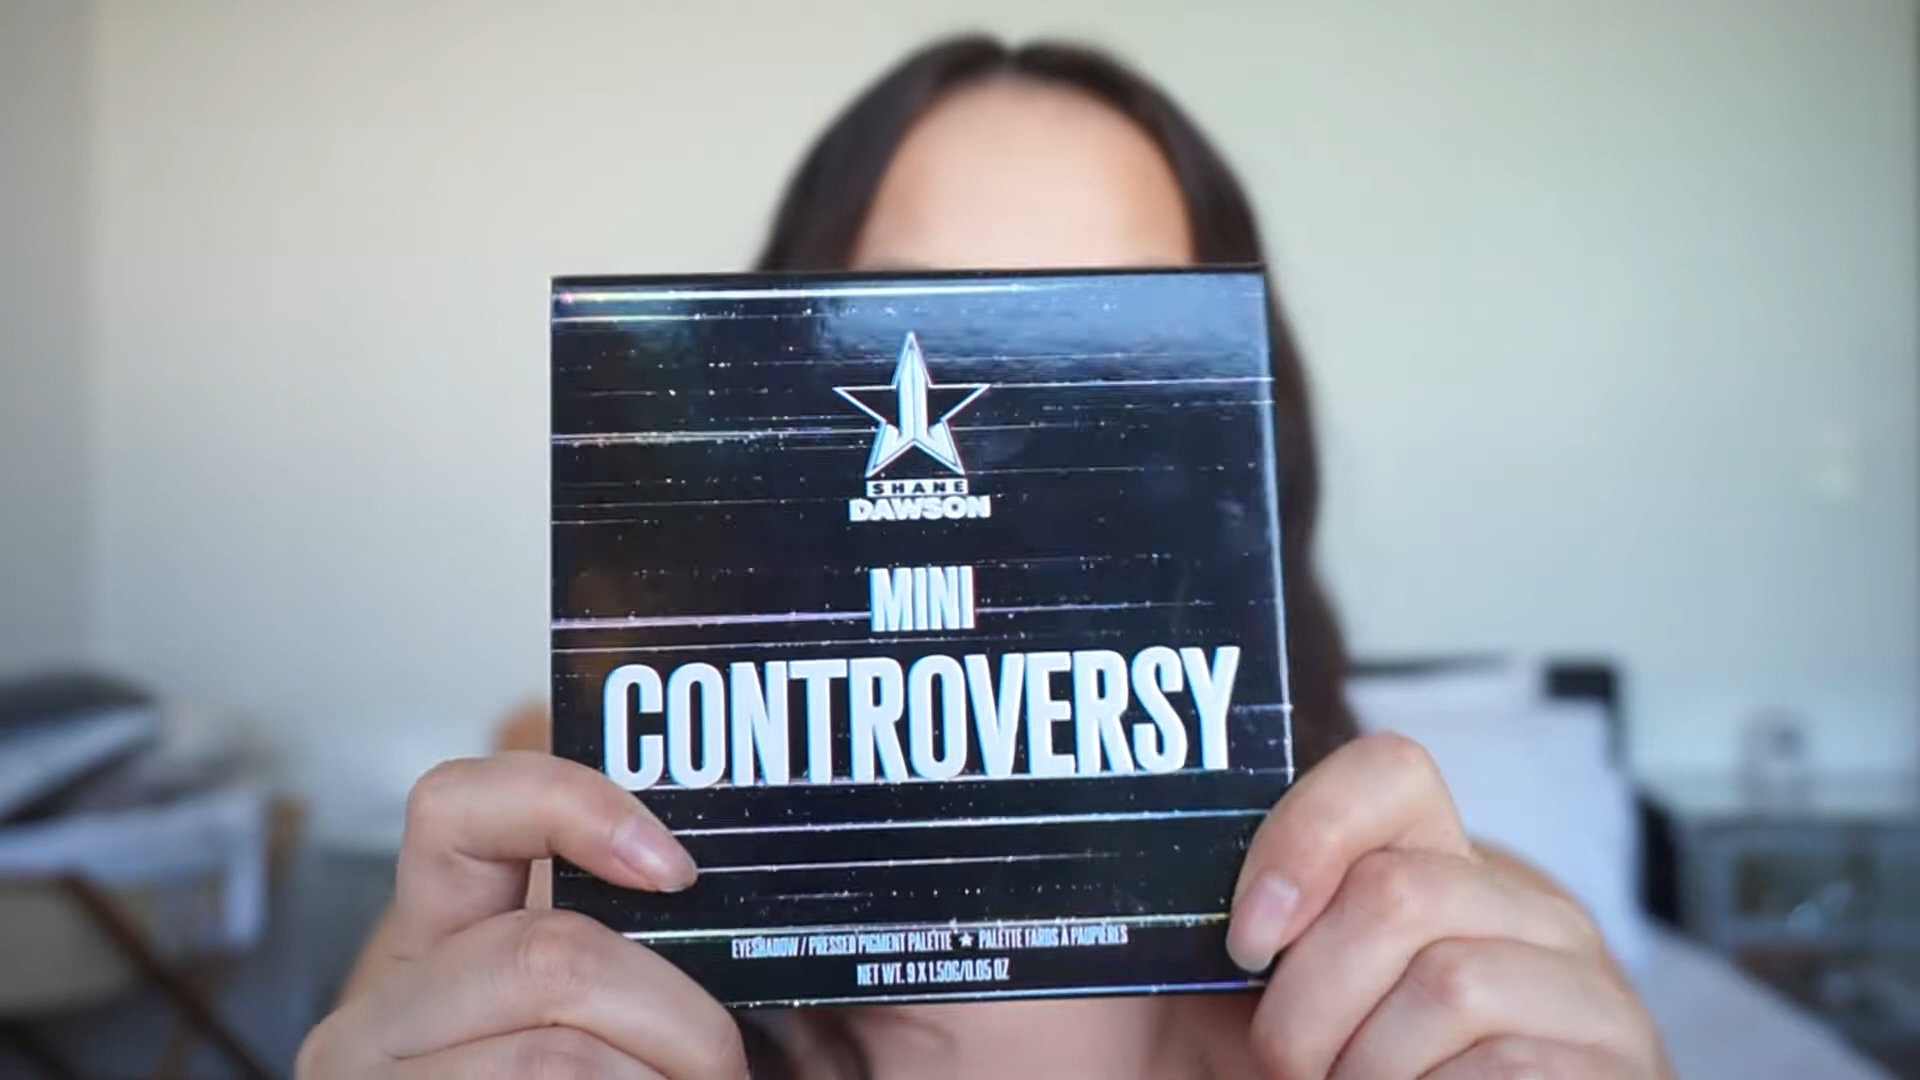 SHANE
DAWSON
MINI
CONTROVERSY
EYESHADOW / PRESSED PIGMENT PALETTE ★ PALETTE FARDS À PAUPIÈRES
NET WT. 9 X 1.50G/0.05 OZ